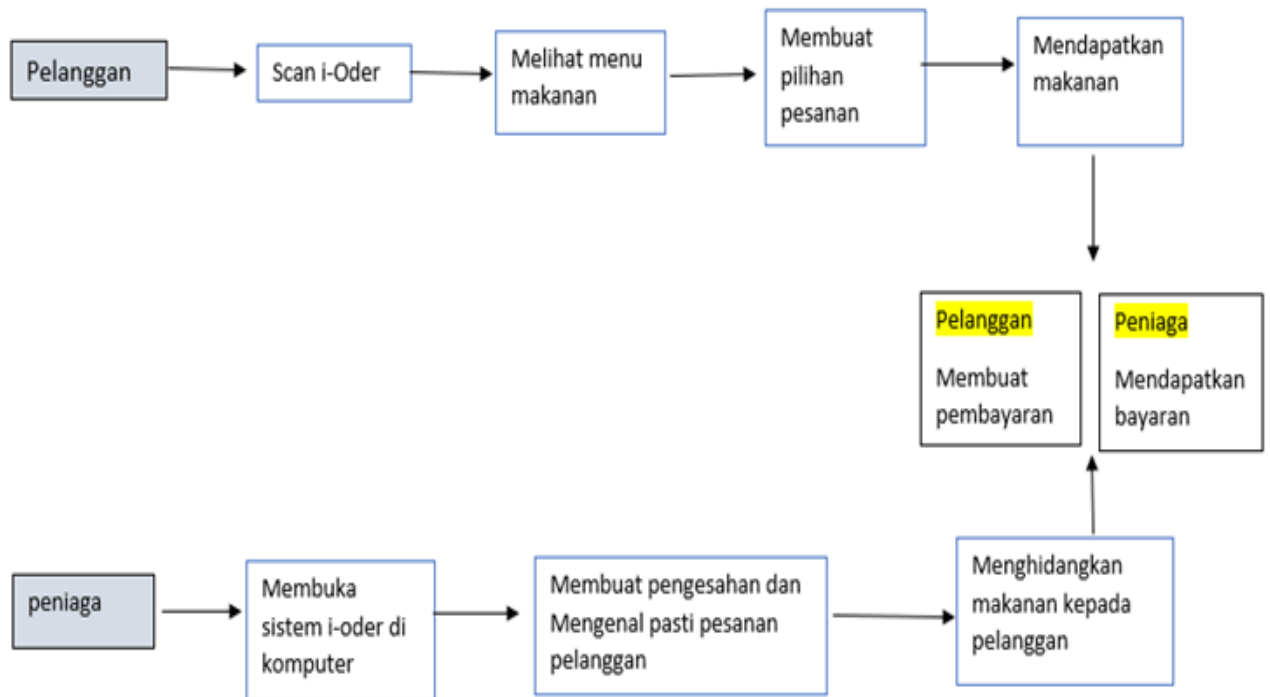 Pelanggan
Scan i-Oder
Melihat menu
makanan
Membuat
pilihan
pesanan
Mendapatkan
makanan
Pelanggan
Membuat
pembayaran
Peniaga
Mendapatkan
bayaran
peniaga
Membuka
sistem i-oder di
komputer
Membuat pengesahan dan
Mengenal pasti pesanan
pelanggan
Menghidangkan
makanan kepada
pelanggan